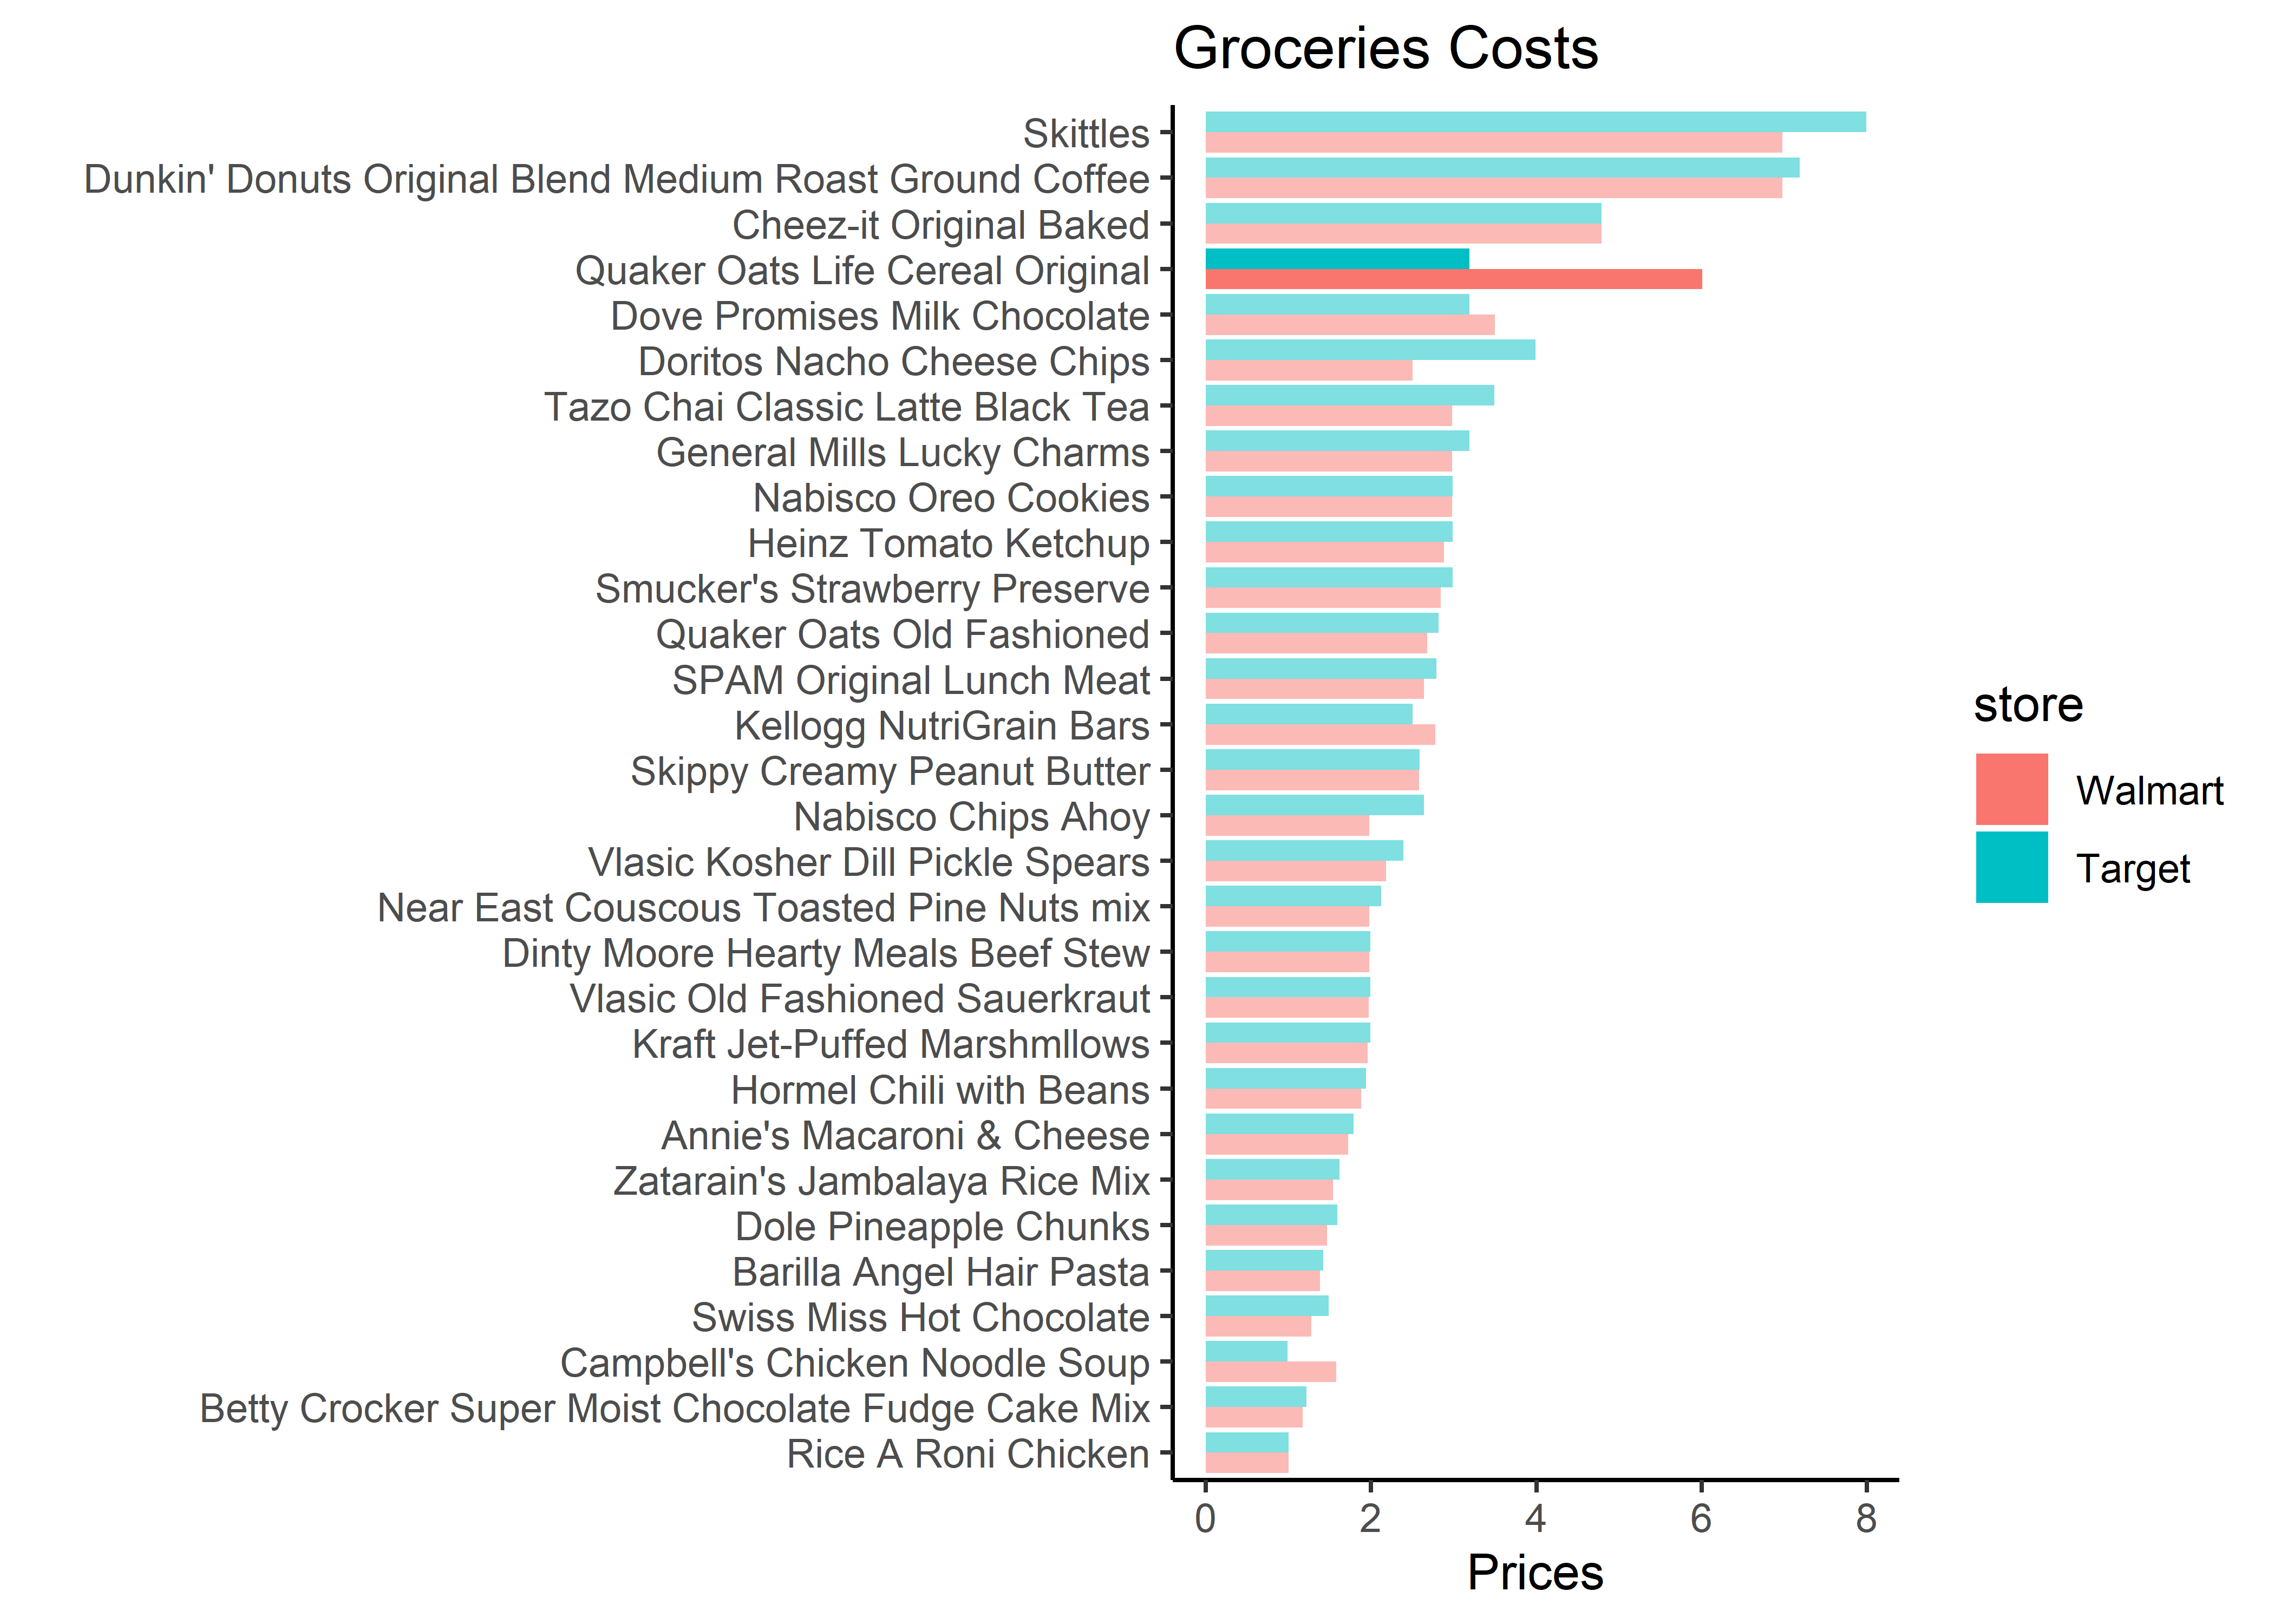 Groceries Costs
Skittles
Dunkin' Donuts Original Blend Medium Roast Ground Coffee
Cheez-it Original Baked
Quaker Oats Life Cereal Original
Dove Promises Milk Chocolate
Doritos Nacho Cheese Chips
Tazo Chai Classic Latte Black Tea
General Mills Lucky Charms
Nabisco Oreo Cookies
Heinz Tomato Ketchup
Smucker's Strawberry Preserve
Quaker Oats Old Fashioned
SPAM Original Lunch Meat
Kellogg NutriGrain Bars
Skippy Creamy Peanut Butter
Nabisco Chips Ahoy
Vlasic Kosher Dill Pickle Spears
Near East Couscous Toasted Pine Nuts mix
Dinty Moore Hearty Meals Beef Stew
Vlasic Old Fashioned Sauerkraut
Kraft Jet-Puffed Marshmllows
Hormel Chili with Beans
Annie's Macaroni & Cheese
Zatarain's Jambalaya Rice Mix
Dole Pineapple Chunks
Barilla Angel Hair Pasta
Swiss Miss Hot Chocolate
Campbell's Chicken Noodle Soup
Betty Crocker Super Moist Chocolate Fudge Cake Mix
Rice A Roni Chicken
0 2 4 6 8
Prices
store
Walmart
Target